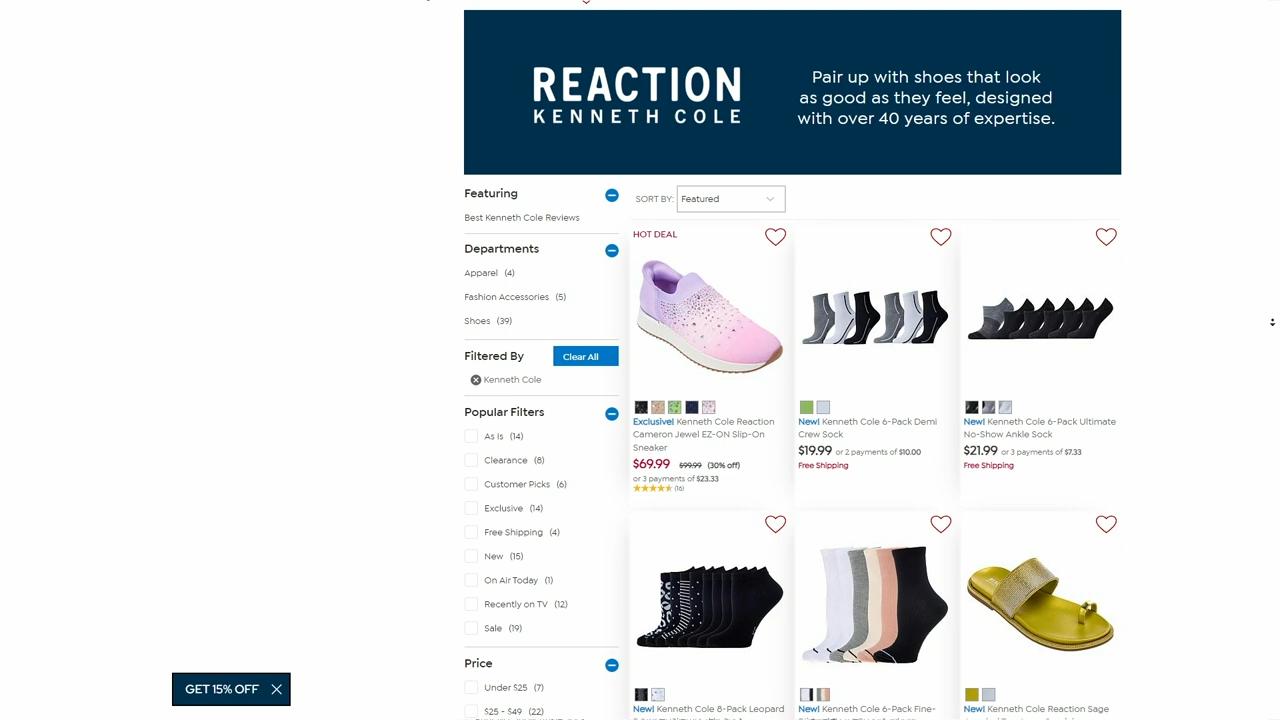 REACTION
KENNETH COLE
Pair up with shoes that look
as good as they feel, designed
with over 40 years of expertise.
Featuring
Best Kenneth Cole Reviews
Departments
Apparel (4)
Fashion Accessories (5)
Shoes (39)
Filtered By
Clear All
Kenneth Cole
Popular Filters
As Is (14)
Clearance (8)
Customer Picks (6)
Exclusive (14)
Free Shipping (4)
New (15)
On Air Today (1)
Recently on TV (12)
Sale (19)
Price
Under $25 (7)
$25 - $49 (22)
SORT BY: Featured
HOT DEAL
Exclusive! Kenneth Cole Reaction
Cameron Jewel EZ-ON Slip-On
Sneaker
$69.99 $99.99 (30% off)
or 3 payments of $23.33
(16)
New! Kenneth Cole 6-Pack Demi
Crew Sock
$19.99 or 2 payments of $10.00
Free Shipping
New! Kenneth Cole 6-Pack Ultimate
No-Show Ankle Sock
$21.99 or 3 payments of $7.33
Free Shipping
New! Kenneth Cole 8-Pack Leopard
New! Kenneth Cole 6-Pack Fine-
New! Kenneth Cole Reaction Sage
GET 15% OFF